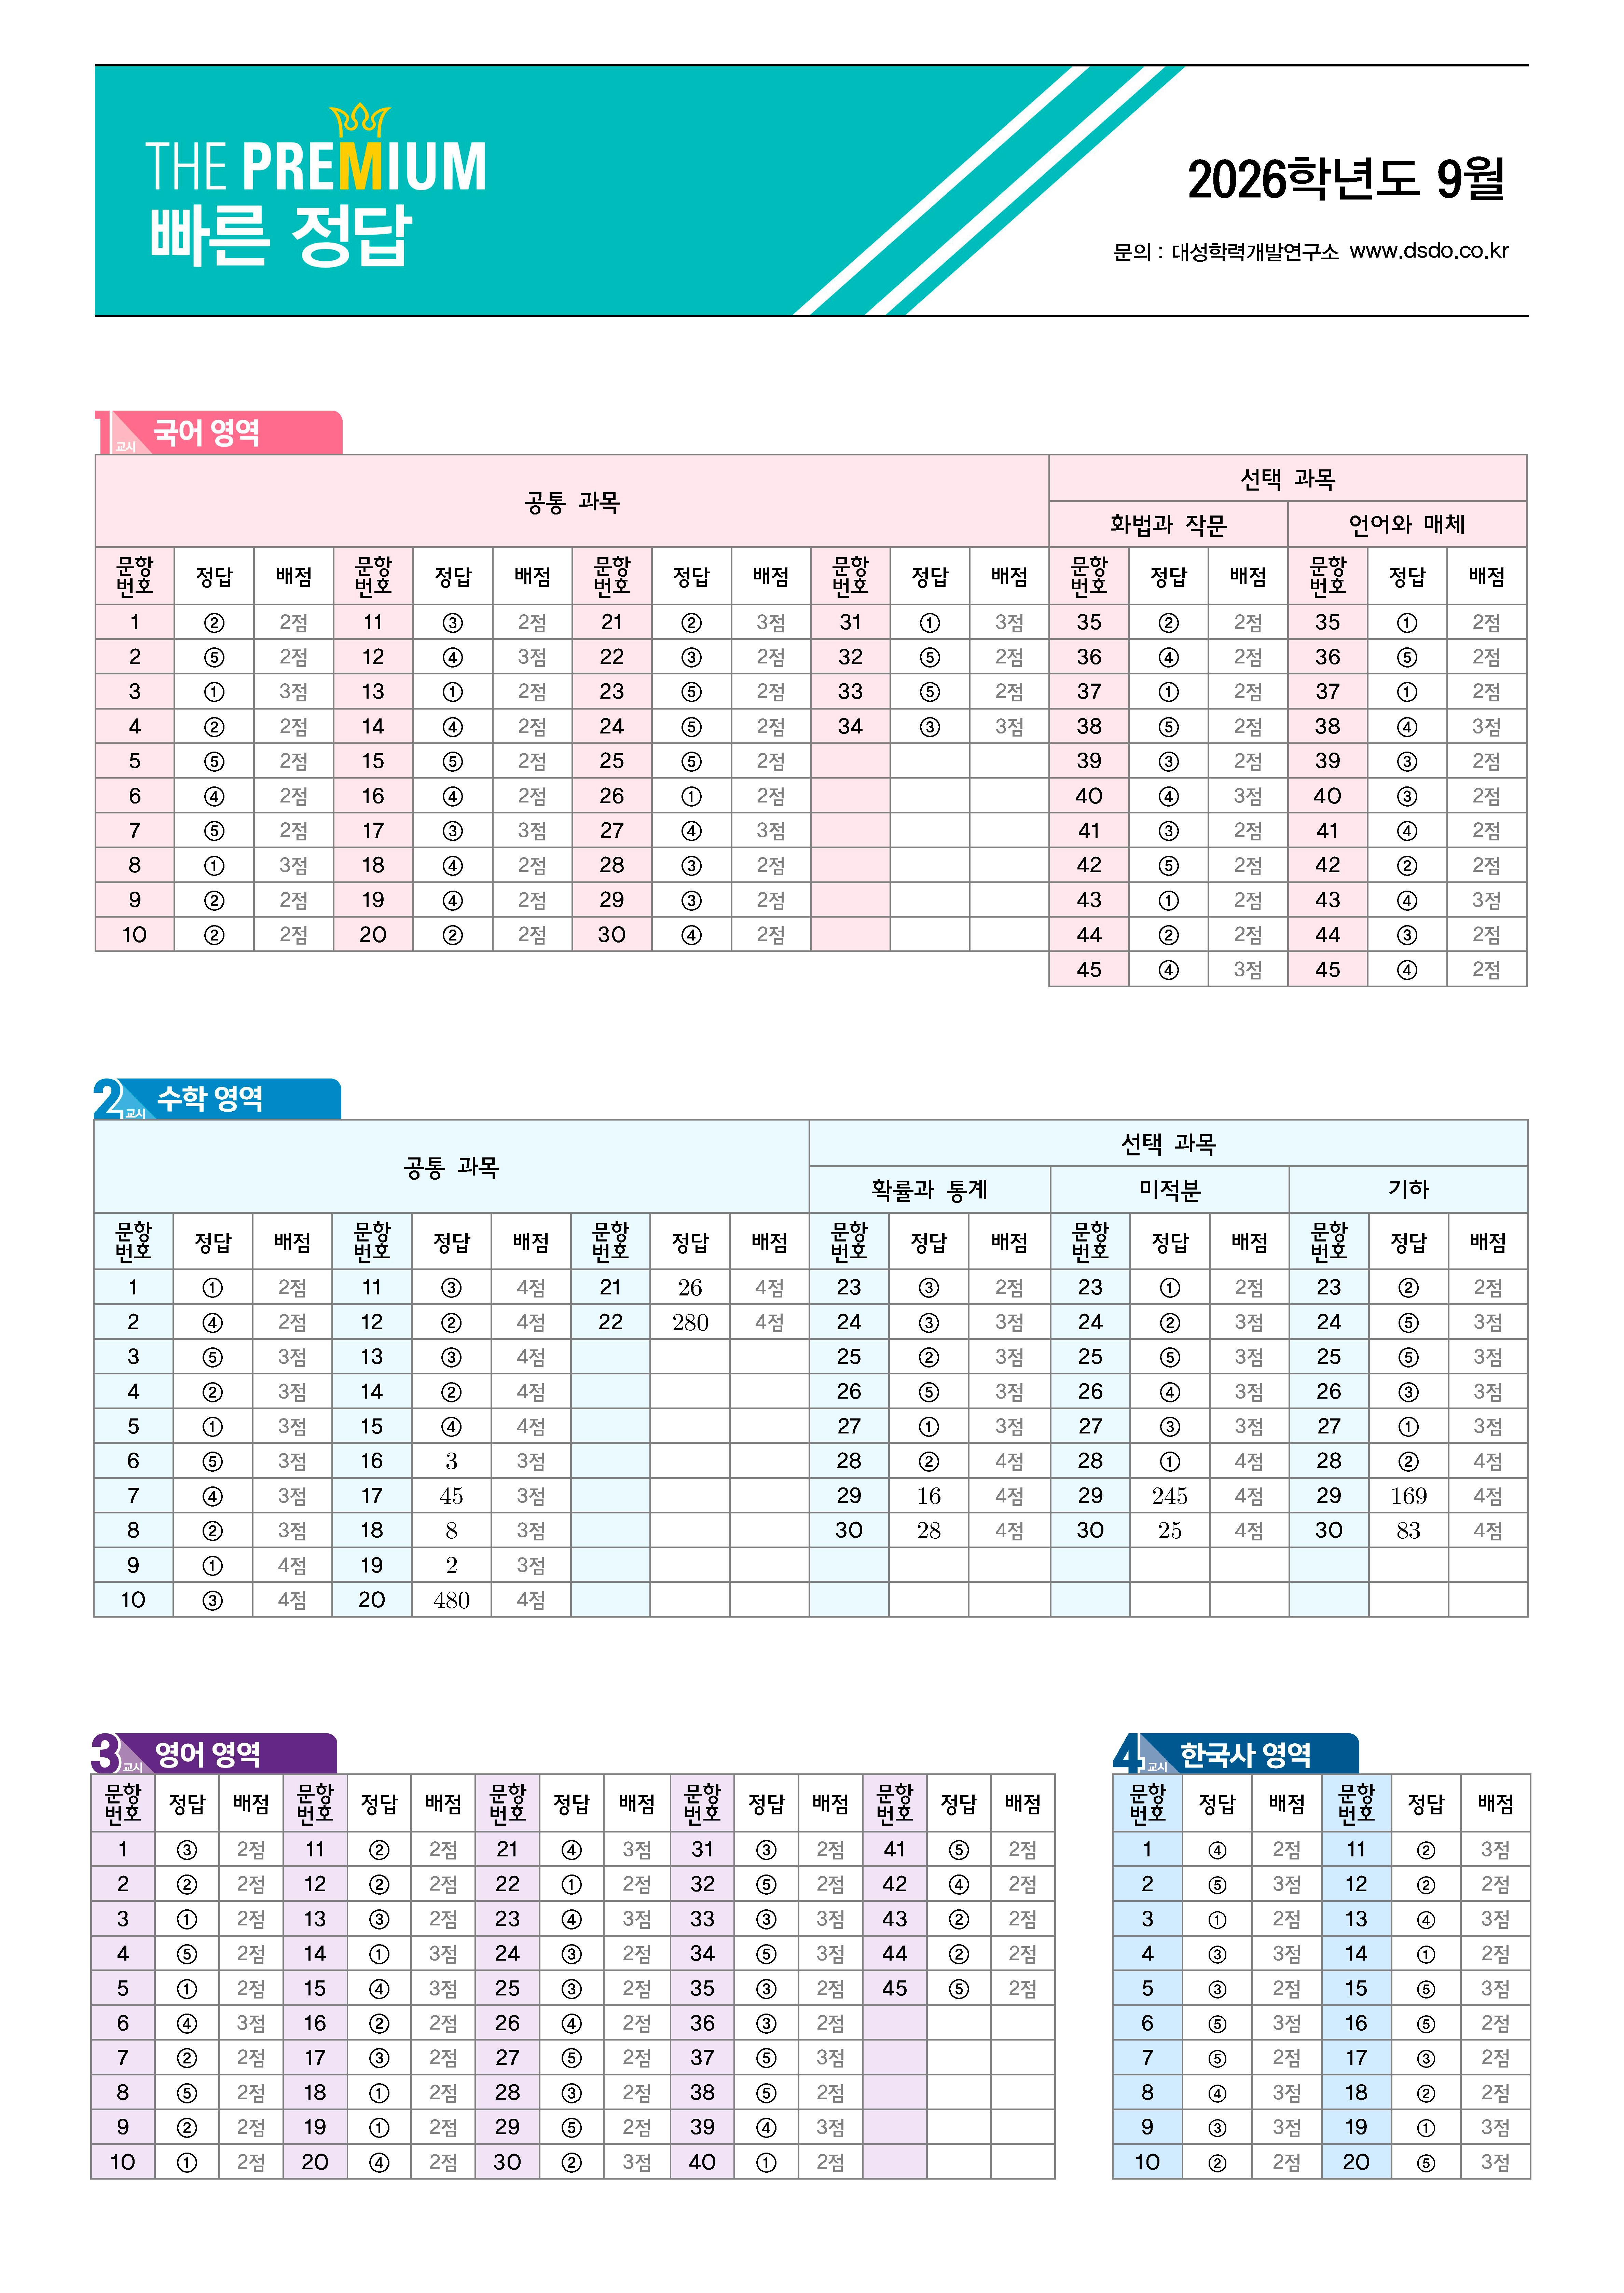 THE PREMIUM
빠른 정답
2026학년도 9월
문의 : 대성학력개발연구소 www.dsdo.co.kr
1교시 국어 영역
공통 과목 선택 과목
화법과 작문 언어와 매체
문항번호 정답 배점 문항번호 정답 배점 문항번호 정답 배점 문항번호 정답 배점 문항번호 정답 배점 문항번호 정답 배점
1 ② 2점 11 ③ 2점 21 ② 3점 31 ① 3점 35 ② 2점 35 ① 2점
2 ⑤ 2점 12 ④ 3점 22 ③ 2점 32 ⑤ 2점 36 ④ 2점 36 ⑤ 2점
3 ① 3점 13 ① 2점 23 ⑤ 2점 33 ⑤ 2점 37 ① 2점 37 ① 2점
4 ② 2점 14 ④ 2점 24 ⑤ 2점 34 ③ 3점 38 ⑤ 2점 38 ④ 3점
5 ⑤ 2점 15 ⑤ 2점 25 ⑤ 2점 39 ③ 2점 39 ③ 2점
6 ④ 2점 16 ④ 2점 26 ① 2점 40 ④ 3점 40 ③ 2점
7 ⑤ 2점 17 ③ 3점 27 ④ 3점 41 ③ 2점 41 ④ 2점
8 ① 3점 18 ④ 2점 28 ③ 2점 42 ⑤ 2점 42 ② 2점
9 ② 2점 19 ④ 2점 29 ③ 2점 43 ① 2점 43 ④ 3점
10 ② 2점 20 ② 2점 30 ④ 2점 44 ② 2점 44 ③ 2점
45 ④ 3점 45 ④ 2점
2교시 수학 영역
공통 과목 선택 과목
확률과 통계 미적분 기하
문항번호 정답 배점 문항번호 정답 배점 문항번호 정답 배점 문항번호 정답 배점 문항번호 정답 배점 문항번호 정답 배점
1 ① 2점 11 ③ 4점 21 26 4점 23 ③ 2점 23 ① 2점 23 ② 2점
2 ④ 2점 12 ② 4점 22 280 4점 24 ③ 3점 24 ② 3점 24 ⑤ 3점
3 ⑤ 3점 13 ③ 4점 25 ② 3점 25 ⑤ 3점 25 ⑤ 3점
4 ② 3점 14 ② 4점 26 ⑤ 3점 26 ④ 3점 26 ③ 3점
5 ① 3점 15 ④ 4점 27 ① 3점 27 ③ 3점 27 ① 3점
6 ⑤ 3점 16 3 3점 28 ② 4점 28 ① 4점 28 ② 4점
7 ④ 3점 17 45 3점 29 16 4점 29 245 4점 29 169 4점
8 ② 3점 18 8 3점 30 28 4점 30 25 4점 30 83 4점
9 ① 4점 19 2 3점
10 ③ 4점 20 480 4점
3교시 영어 영역
문항번호 정답 배점 문항번호 정답 배점 문항번호 정답 배점 문항번호 정답 배점 문항번호 정답 배점
1 ③ 2점 11 ② 2점 21 ④ 3점 31 ③ 2점 41 ⑤ 2점
2 ② 2점 12 ② 2점 22 ① 2점 32 ⑤ 2점 42 ④ 2점
3 ① 2점 13 ③ 2점 23 ④ 3점 33 ③ 3점 43 ② 2점
4 ⑤ 2점 14 ① 3점 24 ③ 2점 34 ⑤ 3점 44 ② 2점
5 ① 2점 15 ④ 3점 25 ③ 2점 35 ③ 2점 45 ⑤ 2점
6 ④ 3점 16 ② 2점 26 ④ 2점 36 ③ 2점
7 ② 2점 17 ③ 2점 27 ⑤ 2점 37 ⑤ 3점
8 ⑤ 2점 18 ① 2점 28 ③ 2점 38 ⑤ 2점
9 ② 2점 19 ① 2점 29 ⑤ 2점 39 ④ 3점
10 ① 2점 20 ④ 2점 30 ② 3점 40 ① 2점
4교시 한국사 영역
문항번호 정답 배점 문항번호 정답 배점
1 ④ 2점 11 ② 3점
2 ⑤ 3점 12 ② 2점
3 ① 2점 13 ④ 3점
4 ③ 3점 14 ① 2점
5 ③ 2점 15 ⑤ 3점
6 ⑤ 3점 16 ⑤ 2점
7 ⑤ 2점 17 ③ 2점
8 ④ 3점 18 ② 2점
9 ③ 3점 19 ① 3점
10 ② 2점 20 ⑤ 3점